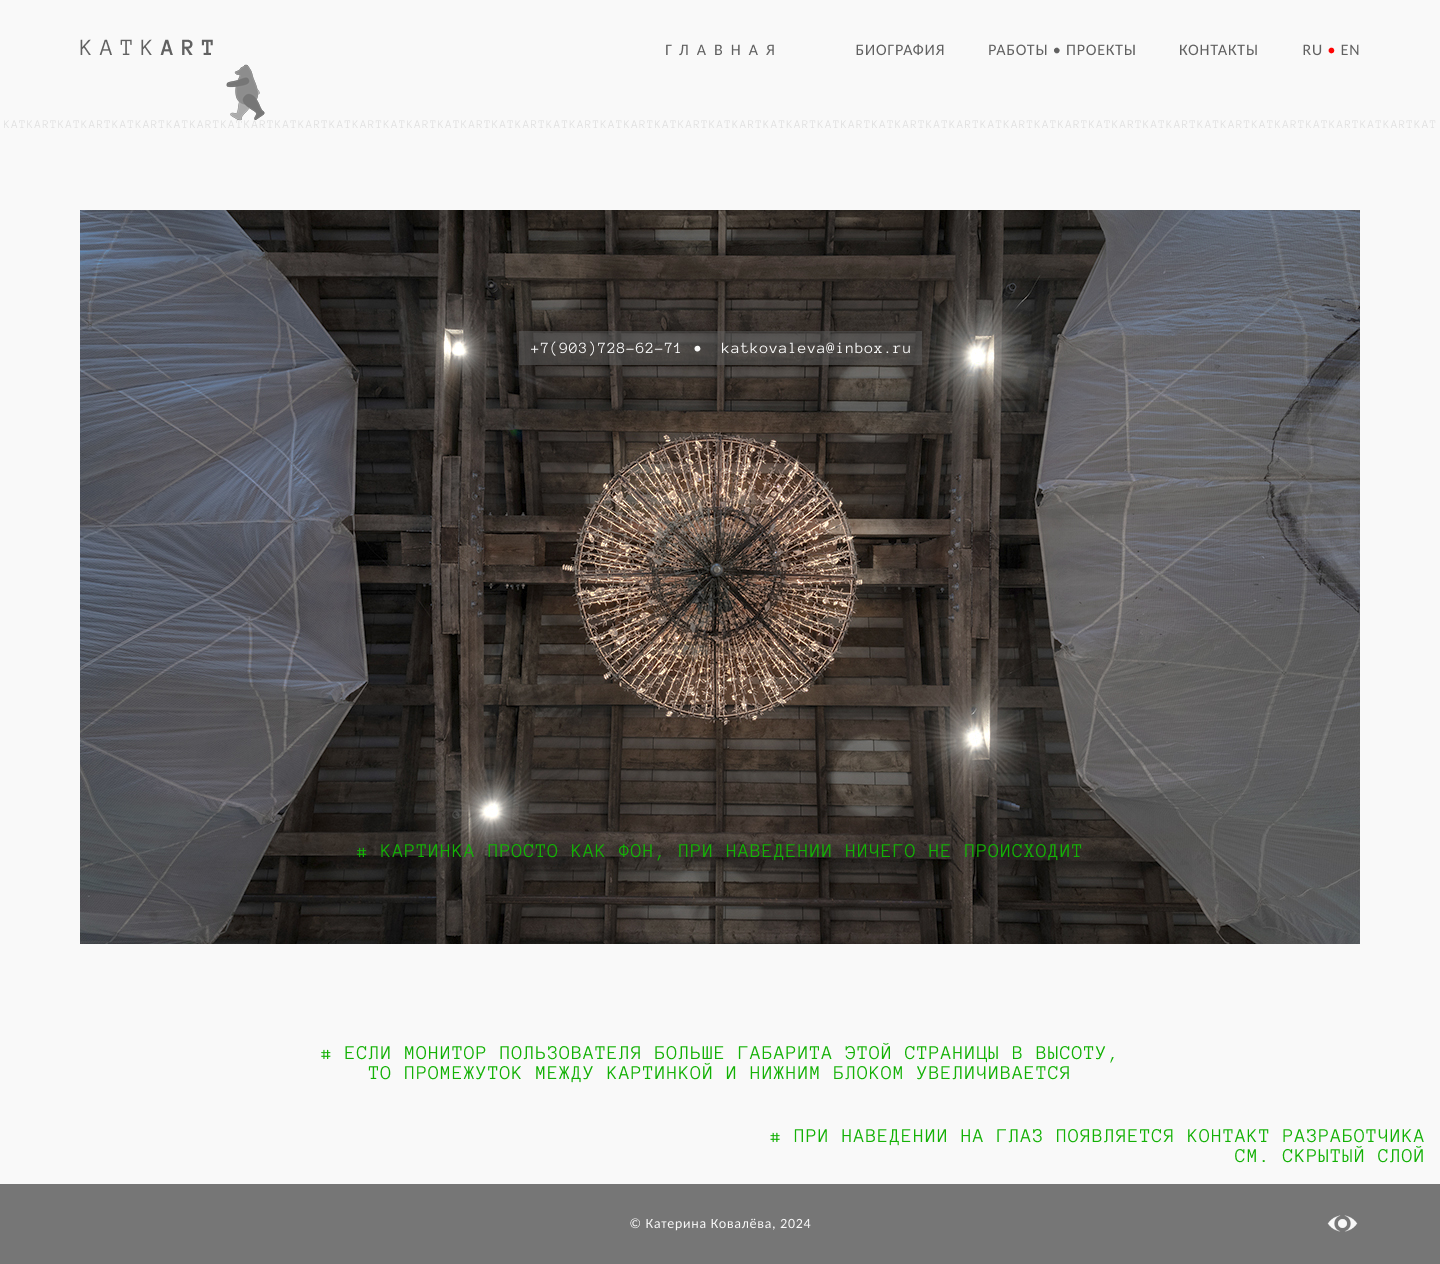 KATKART
ГЛАВНАЯ
БИОГРАФИЯ
РАБОТЫ • ПРОЕКТЫ
КОНТАКТЫ
RU • EN
KATKARTKATKARTKATKARTKATKARTKATKARTKATKARTKATKARTKATKARTKATKARTKATKARTKATKARTKATKARTKATKARTKATKARTKATKARTKATKARTKATKARTKATKARTKATKARTKATKARTKATKARTKATKARTKATKARTKATKARTKATKARTKATKARTKAT
+7(903)728-62-71 • katkovaleva@inbox.ru
# КАРТИНКА ПРОСТО КАК ФОН, ПРИ НАВЕДЕНИИ НИЧЕГО НЕ ПРОИСХОДИТ
# ЕСЛИ МОНИТОР ПОЛЬЗОВАТЕЛЯ БОЛЬШЕ ГАБАРИТА ЭТОЙ СТРАНИЦЫ В ВЫСОТУ,
ТО ПРОМЕЖУТОК МЕЖДУ КАРТИНКОЙ И НИЖНИМ БЛОКОМ УВЕЛИЧИВАЕТСЯ
# ПРИ НАВЕДЕНИИ НА ГЛАЗ ПОЯВЛЯЕТСЯ КОНТАКТ РАЗРАБОТЧИКА
СМ. СКРЫТЫЙ СЛОЙ
© Катерина Ковалёва, 2024